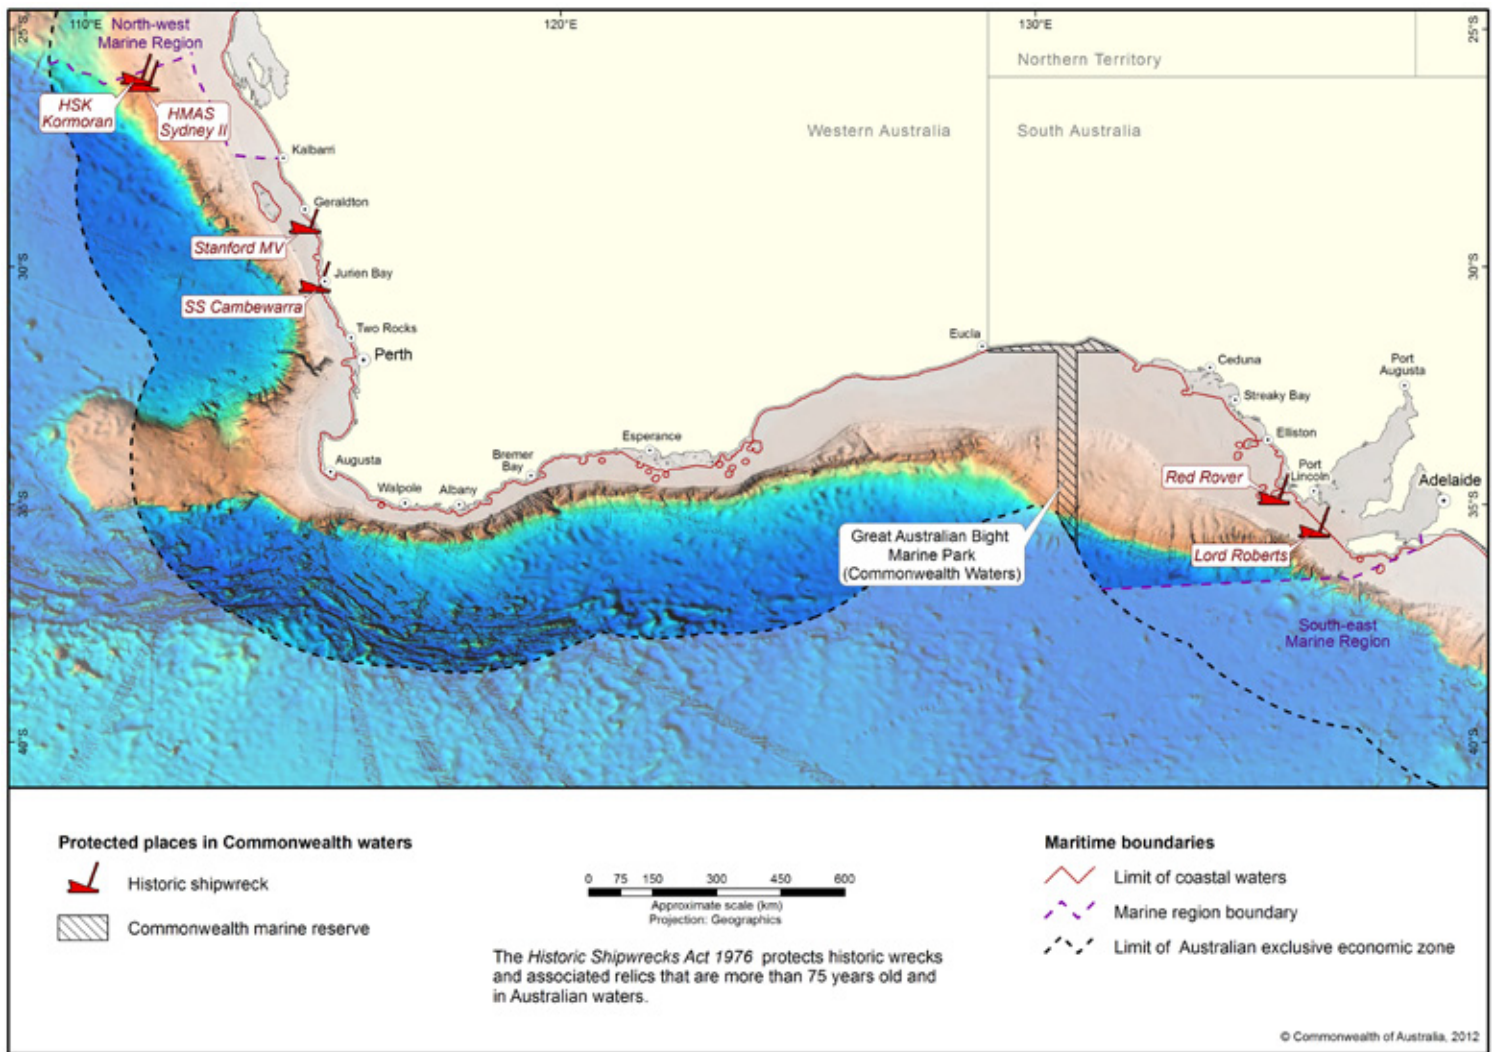 110°E
120°E
130°E
25°S
25°S
North-west
Marine Region
Northern Territory
HSK
Kormoran
HMAS
Sydney II
Western Australia
South Australia
Kalbarri
Geraldton
Stanford MV
30°S
30°S
Jurien Bay
SS Cambewarra
Two Rocks
Perth
Eucla
Ceduna
Port
Augusta
Streaky Bay
Elliston
Esperance
Bremer
Bay
Augusta
Walpole
Albany
Red Rover
Port
Lincoln
Adelaide
35°S
35°S
Great Australian Bight
Marine Park
(Commonwealth Waters)
Lord Roberts
South-east
Marine Region
40°S
40°S
Protected places in Commonwealth waters
Historic shipwreck
Commonwealth marine reserve
0 75 150 300 450 600
Approximate scale (km)
Projection: Geographics
The Historic Shipwrecks Act 1976 protects historic wrecks
and associated relics that are more than 75 years old and
in Australian waters.
Maritime boundaries
Limit of coastal waters
Marine region boundary
Limit of Australian exclusive economic zone
© Commonwealth of Australia, 2012